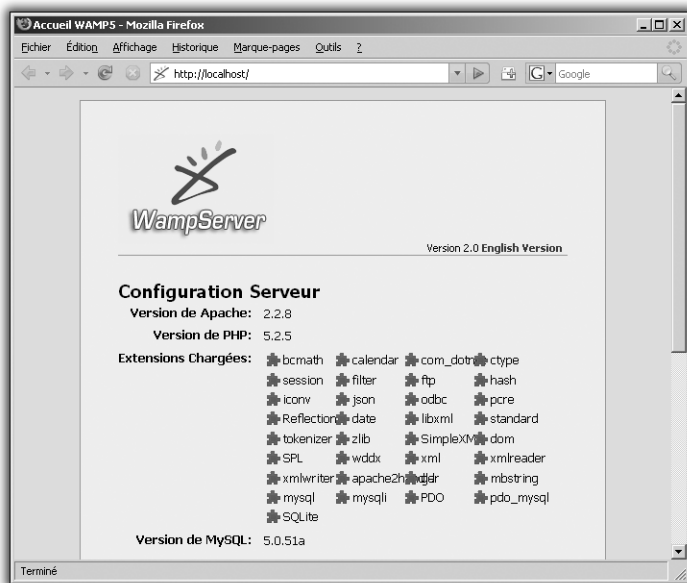 Accueil WAMP5 - Mozilla Firefox
Fichier Édition Affichage Historique Marque-pages Outils ?
http://localhost/ G Google
WampServer
Version 2.0 English Version
Configuration Serveur
Version de Apache: 2.2.8
Version de PHP: 5.2.5
Extensions Chargées: bcmath calendar com_dotn ctype
session filter ftp hash
iconv json odbc pcre
Reflection date libxml standard
tokenizer zlib SimpleXM dom
SPL wddx xml xmlreader
xmlwriter apache2h mbstring
mysql mysqli PDO pdo_mysql
SQLite
Version de MySQL: 5.0.51a
Terminé